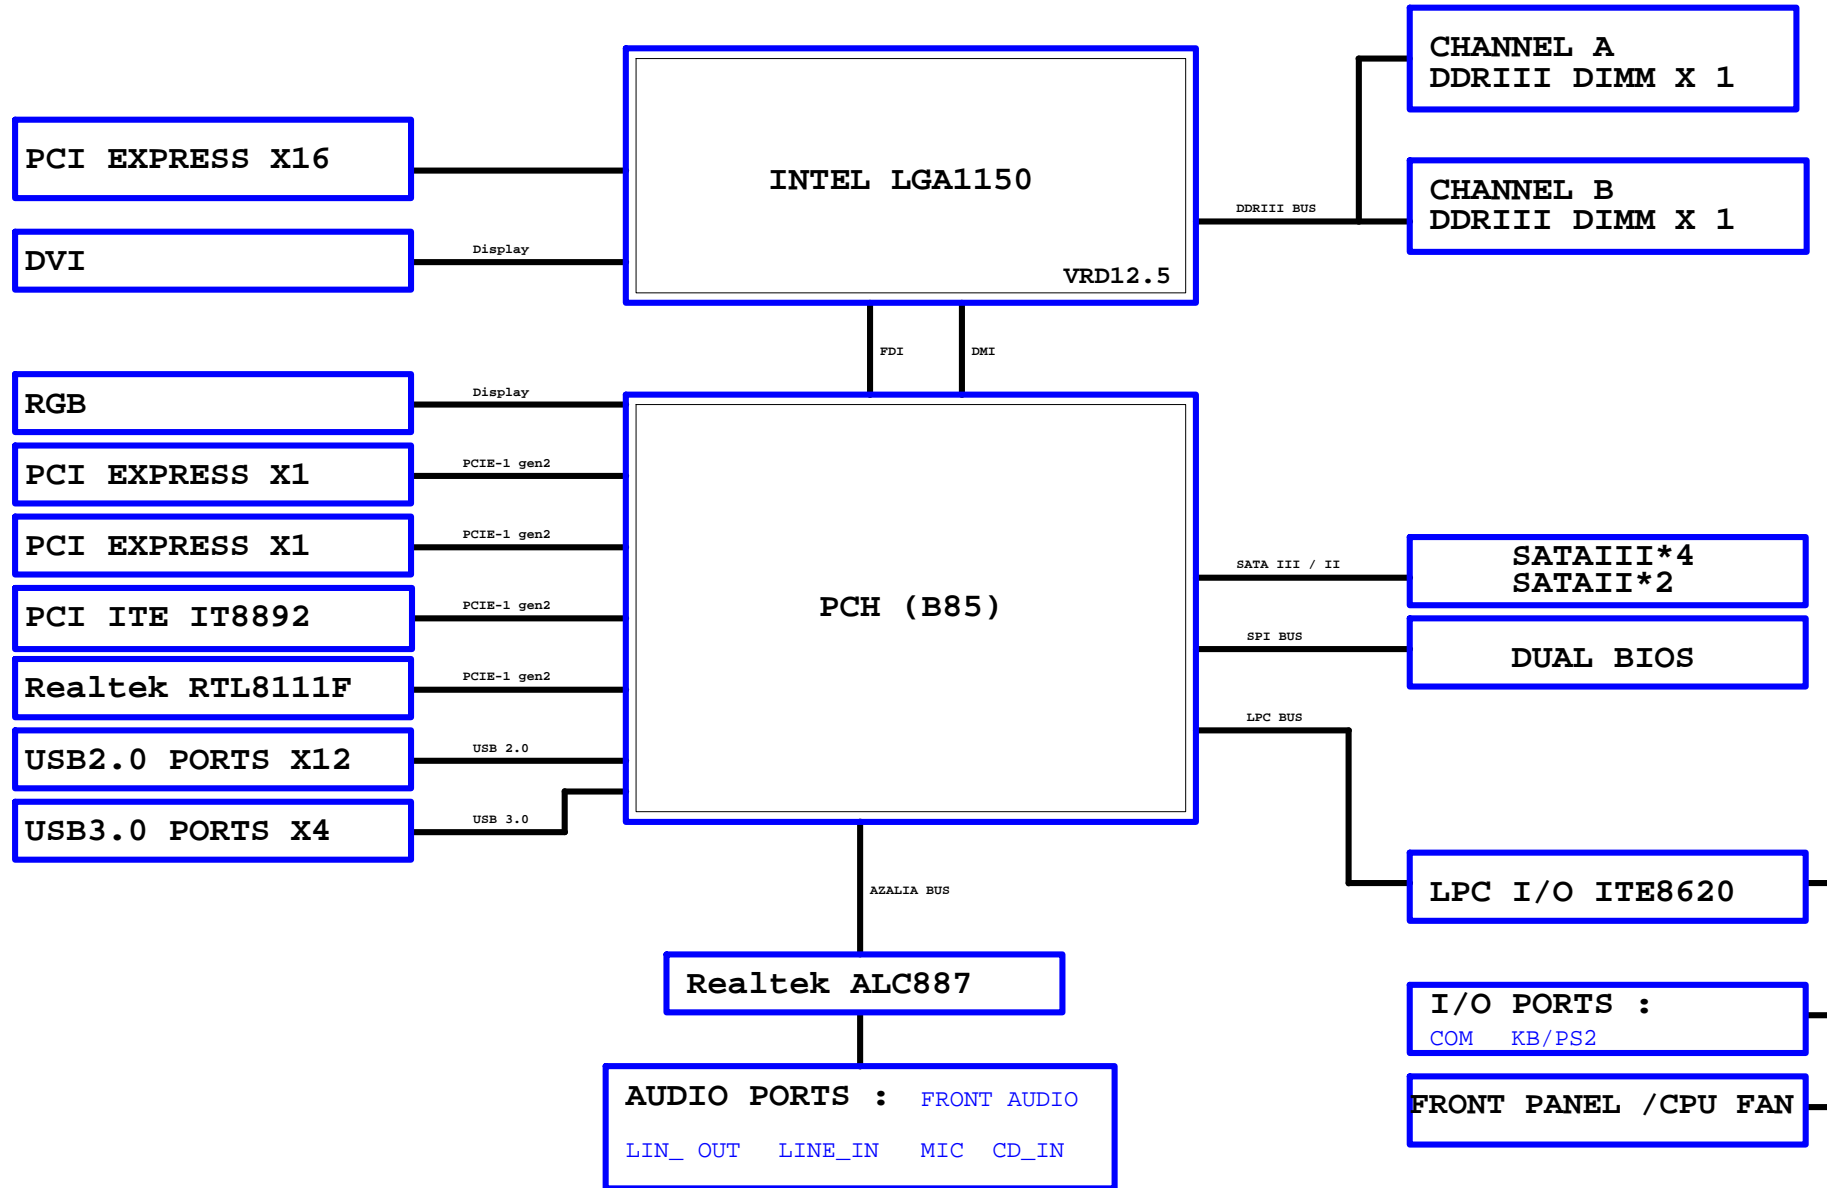 CHANNEL A
DDRIII DIMM X 1
PCI EXPRESS X16
INTEL LGA1150
CHANNEL B
DDRIII DIMM X 1
DDRIII BUS
DVI
Display
VRD12.5
FDI
DMI
RGB
Display
PCI EXPRESS X1
PCIE-1 gen2
PCI EXPRESS X1
PCIE-1 gen2
SATA III / II
SATAIII*4
SATAII*2
PCI ITE IT8892
PCIE-1 gen2
PCH (B85)
SPI BUS
DUAL BIOS
Realtek RTL8111F
PCIE-1 gen2
LPC BUS
USB2.0 PORTS X12
USB 2.0
USB3.0 PORTS X4
USB 3.0
AZALIA BUS
LPC I/O ITE8620
Realtek ALC887
I/O PORTS :
COM KB/PS2
AUDIO PORTS : FRONT AUDIO
LIN_ OUT LINE_IN MIC CD_IN
FRONT PANEL /CPU FAN